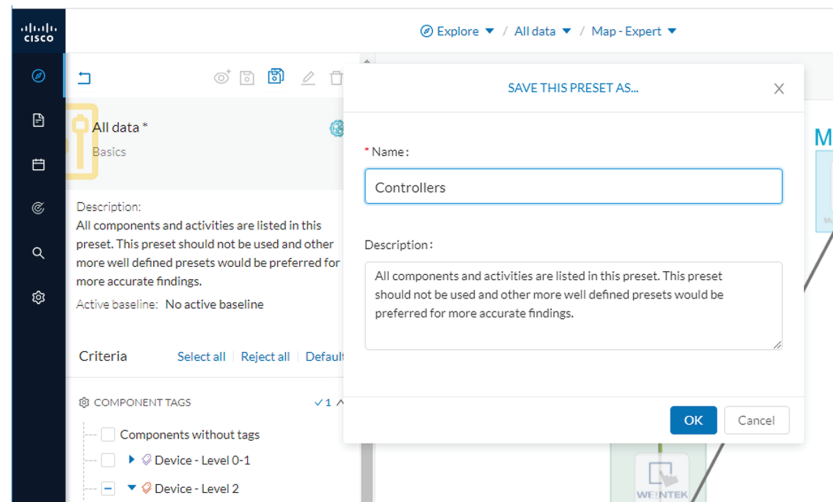 CISCO
Explore / All data / Map - Expert
All data *
Basics
Description:
All components and activities are listed in this
preset. This preset should not be used and other
more well defined presets would be preferred for
more accurate findings.
Active baseline: No active baseline
Criteria Select all Reject all Default
COMPONENT TAGS 1
Components without tags
Device - Level 0-1
Device - Level 2
SAVE THIS PRESET AS...
* Name :
Controllers
Description :
All components and activities are listed in this preset. This preset
should not be used and other more well defined presets would be
preferred for more accurate findings.
OK Cancel
M
WEINTEK